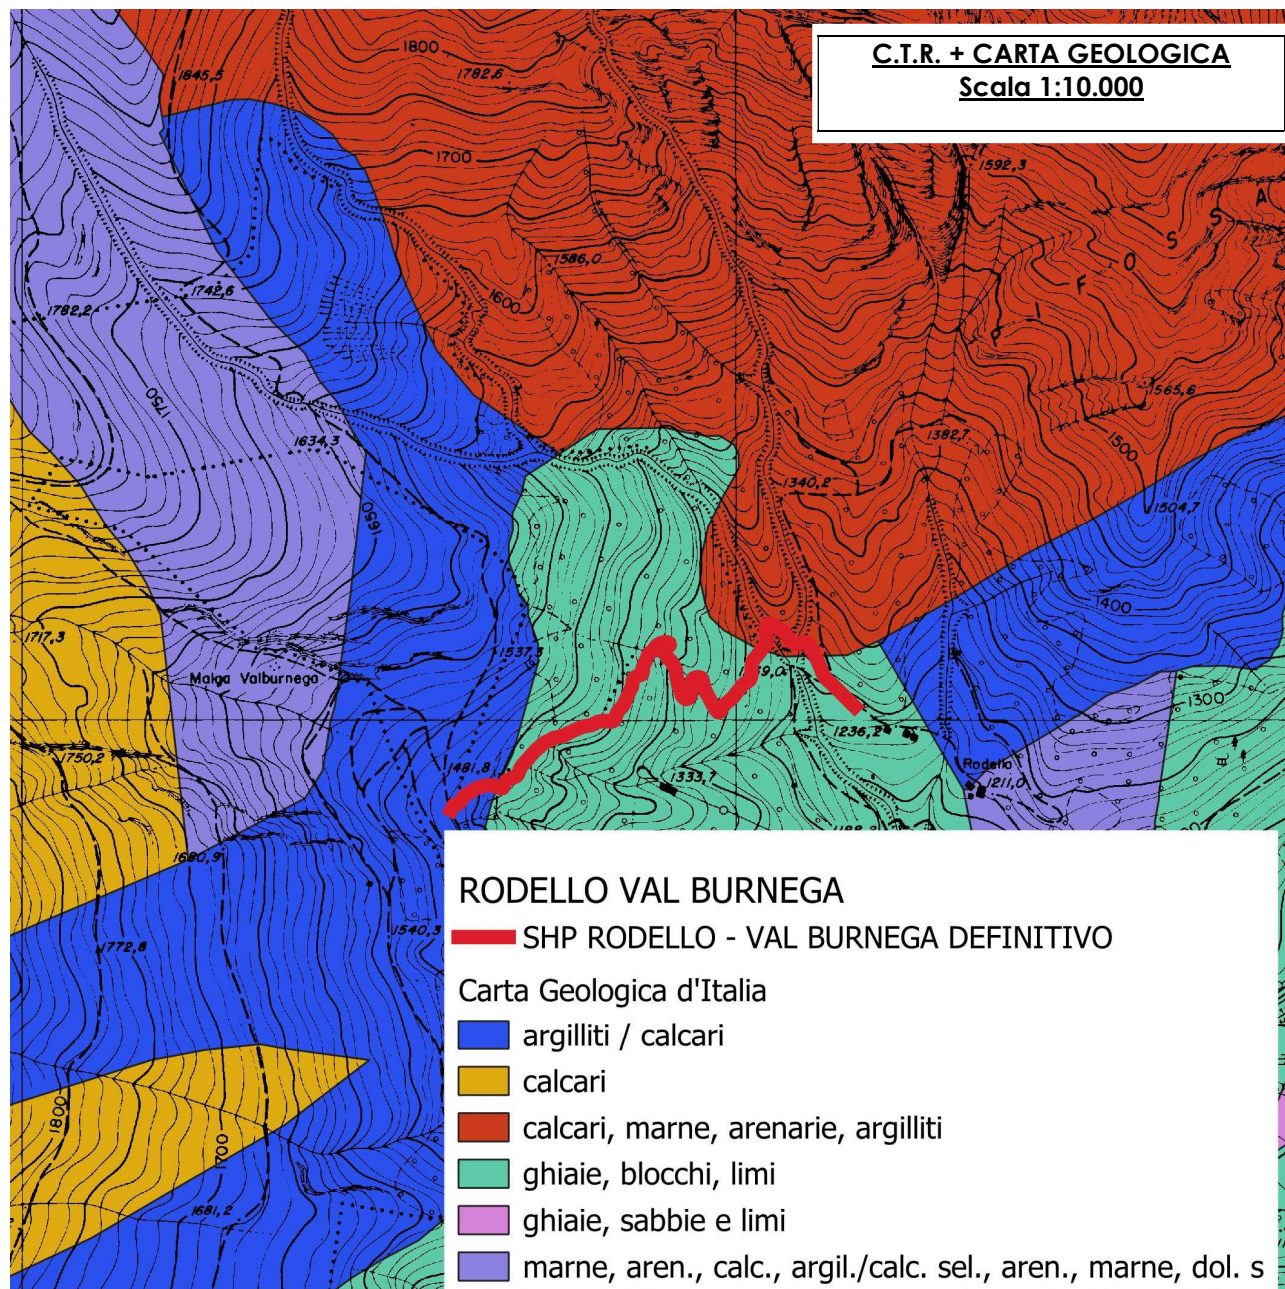 C.T.R. + CARTA GEOLOGICA
Scala 1:10.000
1800
1845,5
1782,6
1700
1592,3
P I F O S S A
1586,0
1742,6
1600
1782,2
1750
1565,6
1634,3
1382,7
1500
1340,2
1504,7
1650
1400
1717,3
1537,3
Malga Valburnega
9,0
1300
1236,2
1750,2
1481,8
Rodello
1333,7
1211,0
1680,9
1540,3
1772,8
1800
1700
1681,2
RODELLO VAL BURNEGA
SHP RODELLO - VAL BURNEGA DEFINITIVO
Carta Geologica d'Italia
argilliti / calcari
calcari
calcari, marne, arenarie, argilliti
ghiaie, blocchi, limi
ghiaie, sabbie e limi
marne, aren., calc., argil./calc. sel., aren., marne, dol. s